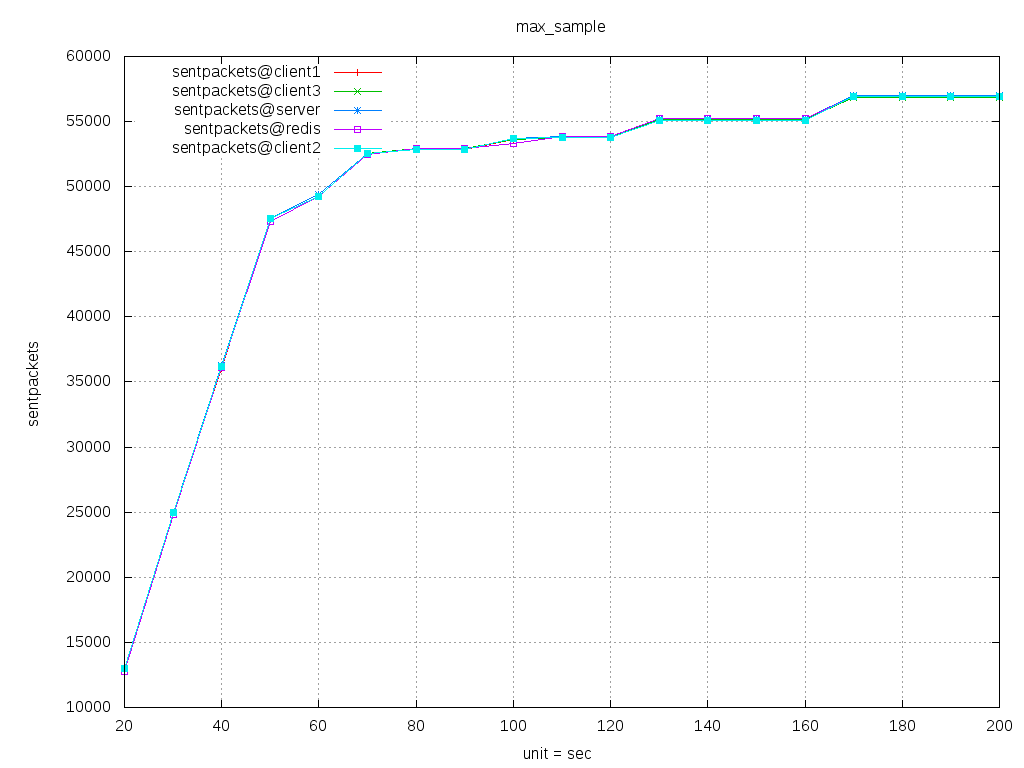 max_sample
60000
55000
50000
45000
40000
35000
30000
25000
20000
15000
10000
sentpackets@client1
sentpackets@client3
sentpackets@server
sentpackets@redis
sentpackets@client2
sentpackets
20 40 60 80 100 120 140 160 180 200
unit = sec